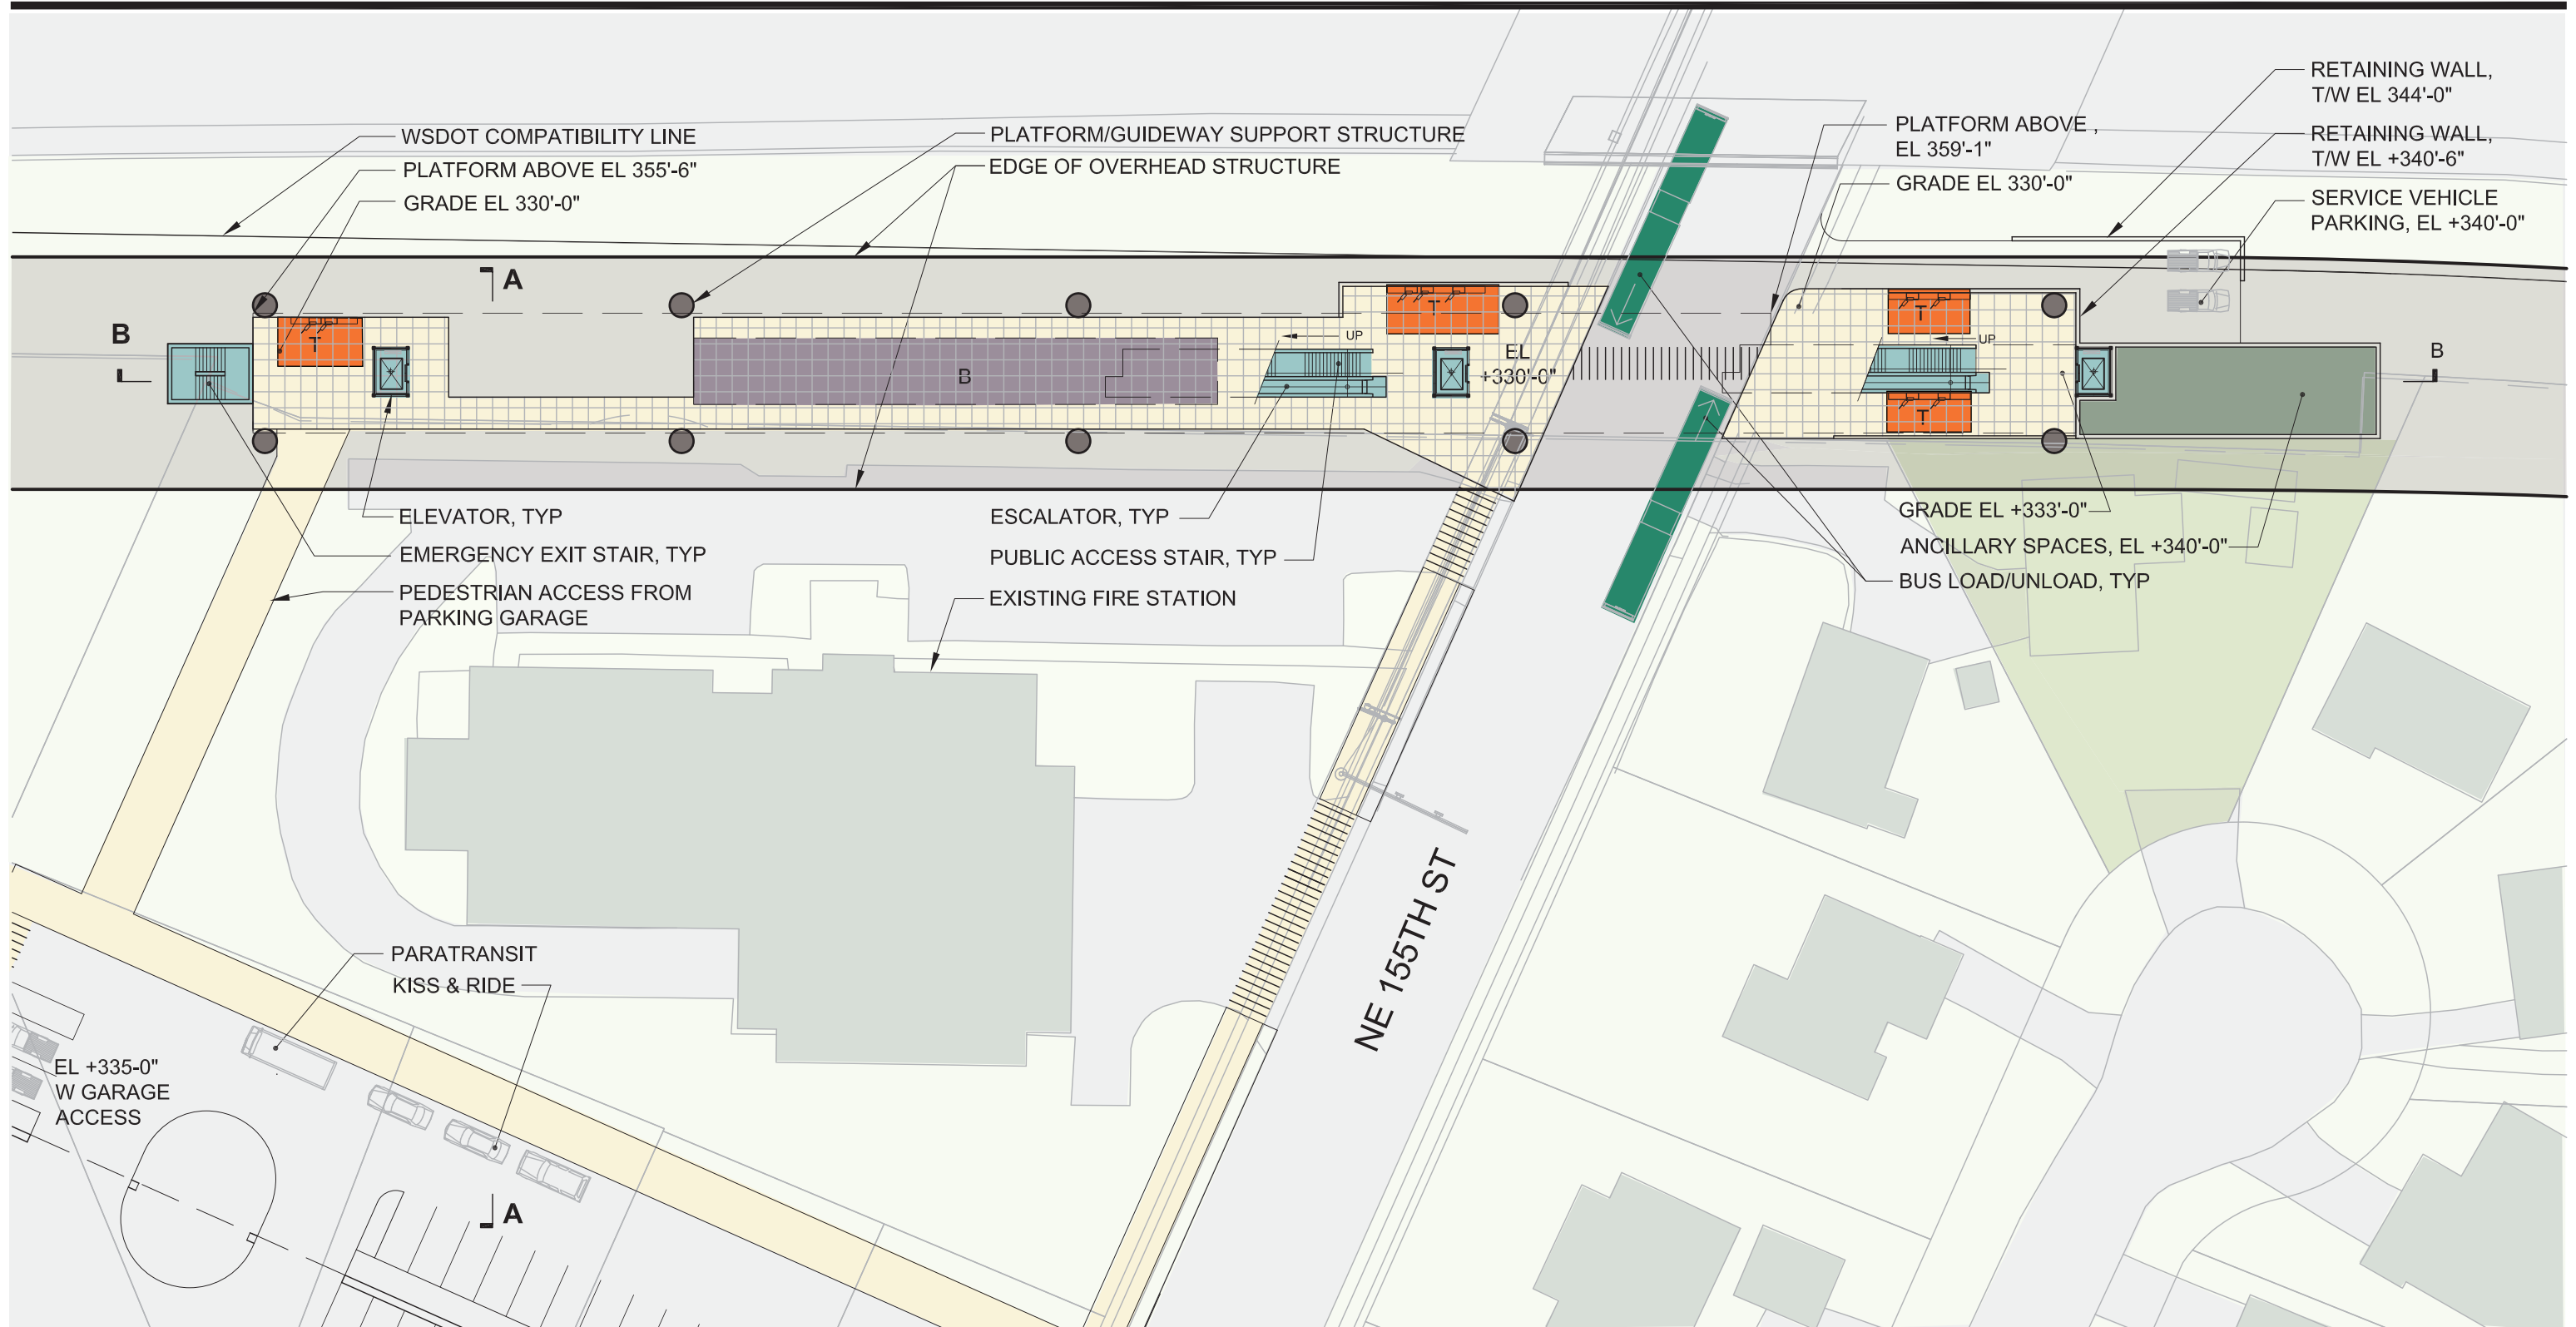 WSDOT COMPATIBILITY LINE
PLATFORM ABOVE EL 355'-6"
GRADE EL 330'-0"
PLATFORM/GUIDEWAY SUPPORT STRUCTURE
EDGE OF OVERHEAD STRUCTURE
PLATFORM ABOVE ,
EL 359'-1"
GRADE EL 330'-0"
RETAINING WALL,
T/W EL 344'-0"
RETAINING WALL,
T/W EL +340'-6"
SERVICE VEHICLE
PARKING, EL +340'-0"
A
B
T
B
UP
T
EL
+330'-0"
T
UP
T
B
ELEVATOR, TYP
EMERGENCY EXIT STAIR, TYP
PEDESTRIAN ACCESS FROM
PARKING GARAGE
ESCALATOR, TYP
PUBLIC ACCESS STAIR, TYP
EXISTING FIRE STATION
GRADE EL +333'-0"
ANCILLARY SPACES, EL +340'-0"
BUS LOAD/UNLOAD, TYP
NE 155TH ST
PARATRANSIT
KISS & RIDE
EL +335-0"
W GARAGE
ACCESS
A